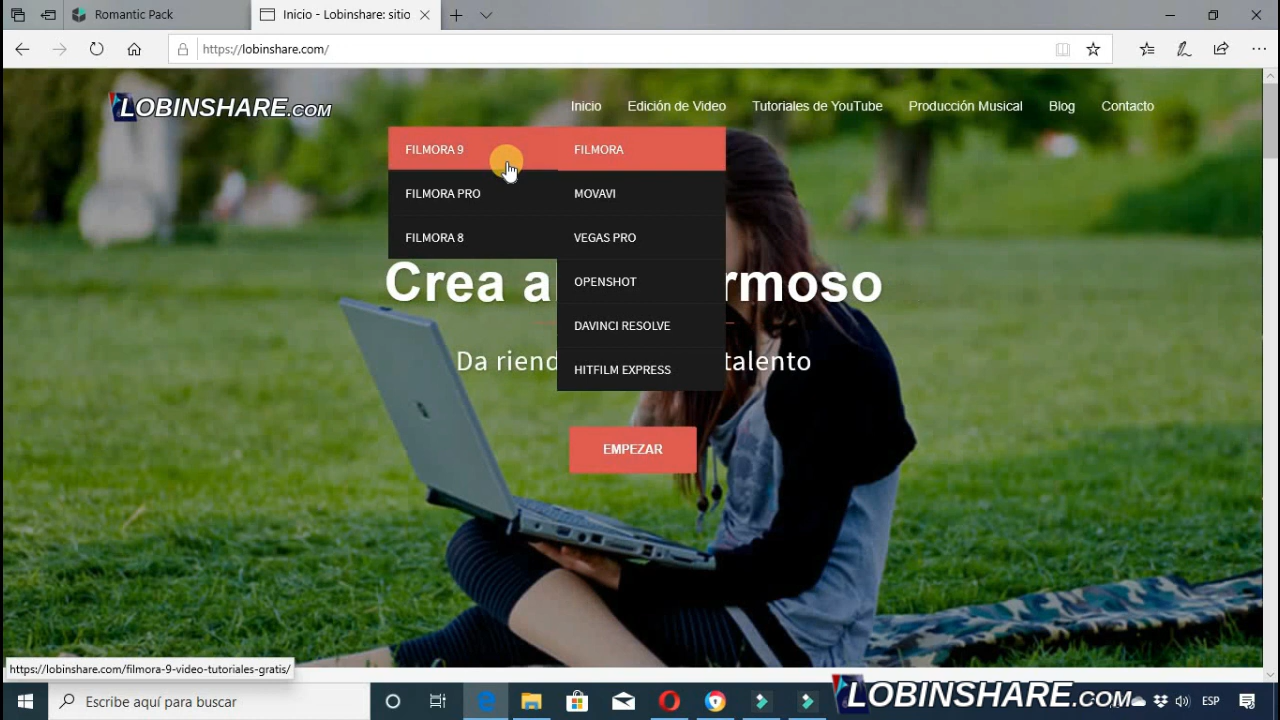 Romantic Pack
Inicio - Lobinshare: sitio
https://lobinshare.com/
LOBINSHARE.COM
Inicio
Edición de Video
Tutoriales de YouTube
Producción Musical
Blog
Contacto
FILMORA 9
FILMORA PRO
FILMORA 8
FILMORA
MOVAVI
VEGAS PRO
OPENSHOT
DAVINCI RESOLVE
HITFILM EXPRESS
Crea a rmoso
Da riend talento
EMPEZAR
https://lobinshare.com/filmora-9-video-tutoriales-gratis/
Escribe aquí para buscar
LOBINSHARE.COM
ESP